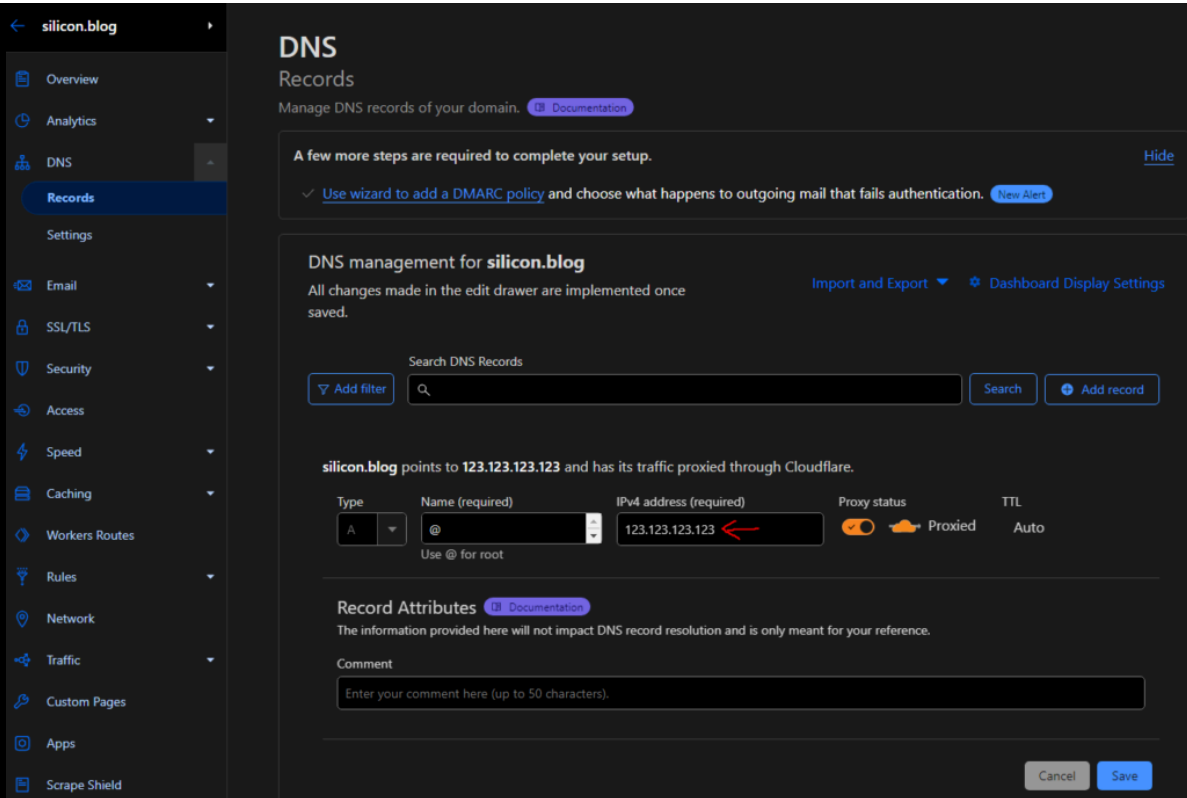 silicon.blog
Overview
Analytics
DNS
Records
Settings
Email
SSL/TLS
Security
Access
Speed
Caching
Workers Routes
Rules
Network
Traffic
Custom Pages
Apps
Scrape Shield
DNS
Records
Manage DNS records of your domain. Documentation
A few more steps are required to complete your setup. Hide
Use wizard to add a DMARC policy and choose what happens to outgoing mail that fails authentication. New Alert
DNS management for silicon.blog
All changes made in the edit drawer are implemented once
saved.
Import and Export Dashboard Display Settings
Search DNS Records
Add filter Search Add record
silicon.blog points to 123.123.123.123 and has its traffic proxied through Cloudflare.
Type Name (required) IPv4 address (required) Proxy status TTL
A @ 123.123.123.123 Proxied Auto
Use @ for root
Record Attributes Documentation
The information provided here will not impact DNS record resolution and is only meant for your reference.
Comment
Enter your comment here (up to 50 characters).
Cancel Save